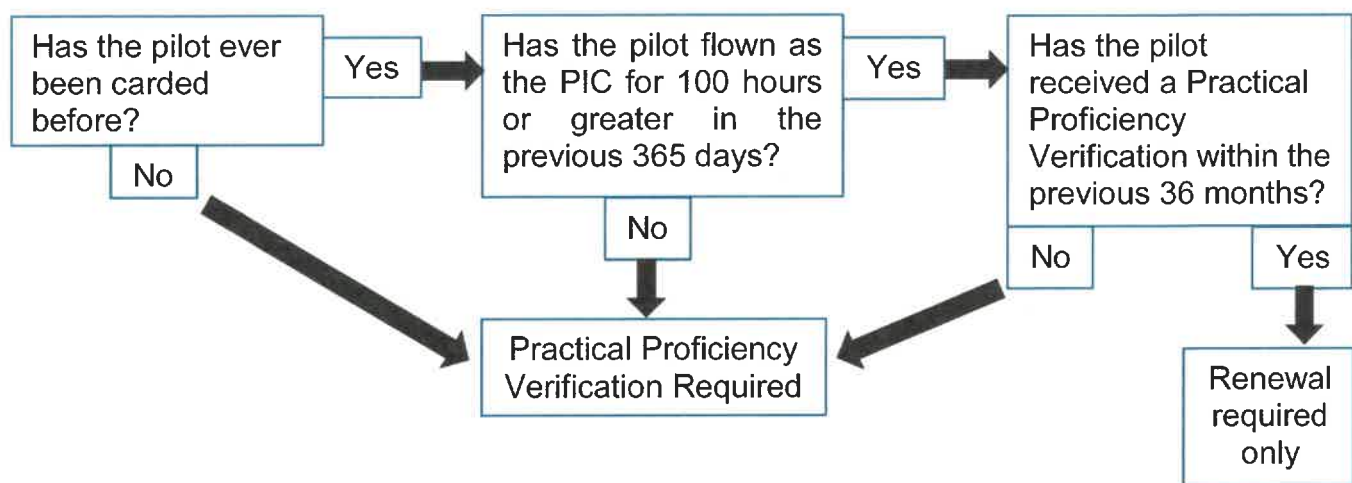 Has the pilot ever
been carded
before?
Yes
No
Has the pilot flown as
the PIC for 100 hours
or greater in the
previous 365 days?
Yes
No
Has the pilot
received a Practical
Proficiency
Verification within the
previous 36 months?
No
Yes
Practical Proficiency
Verification Required
Renewal
required
only